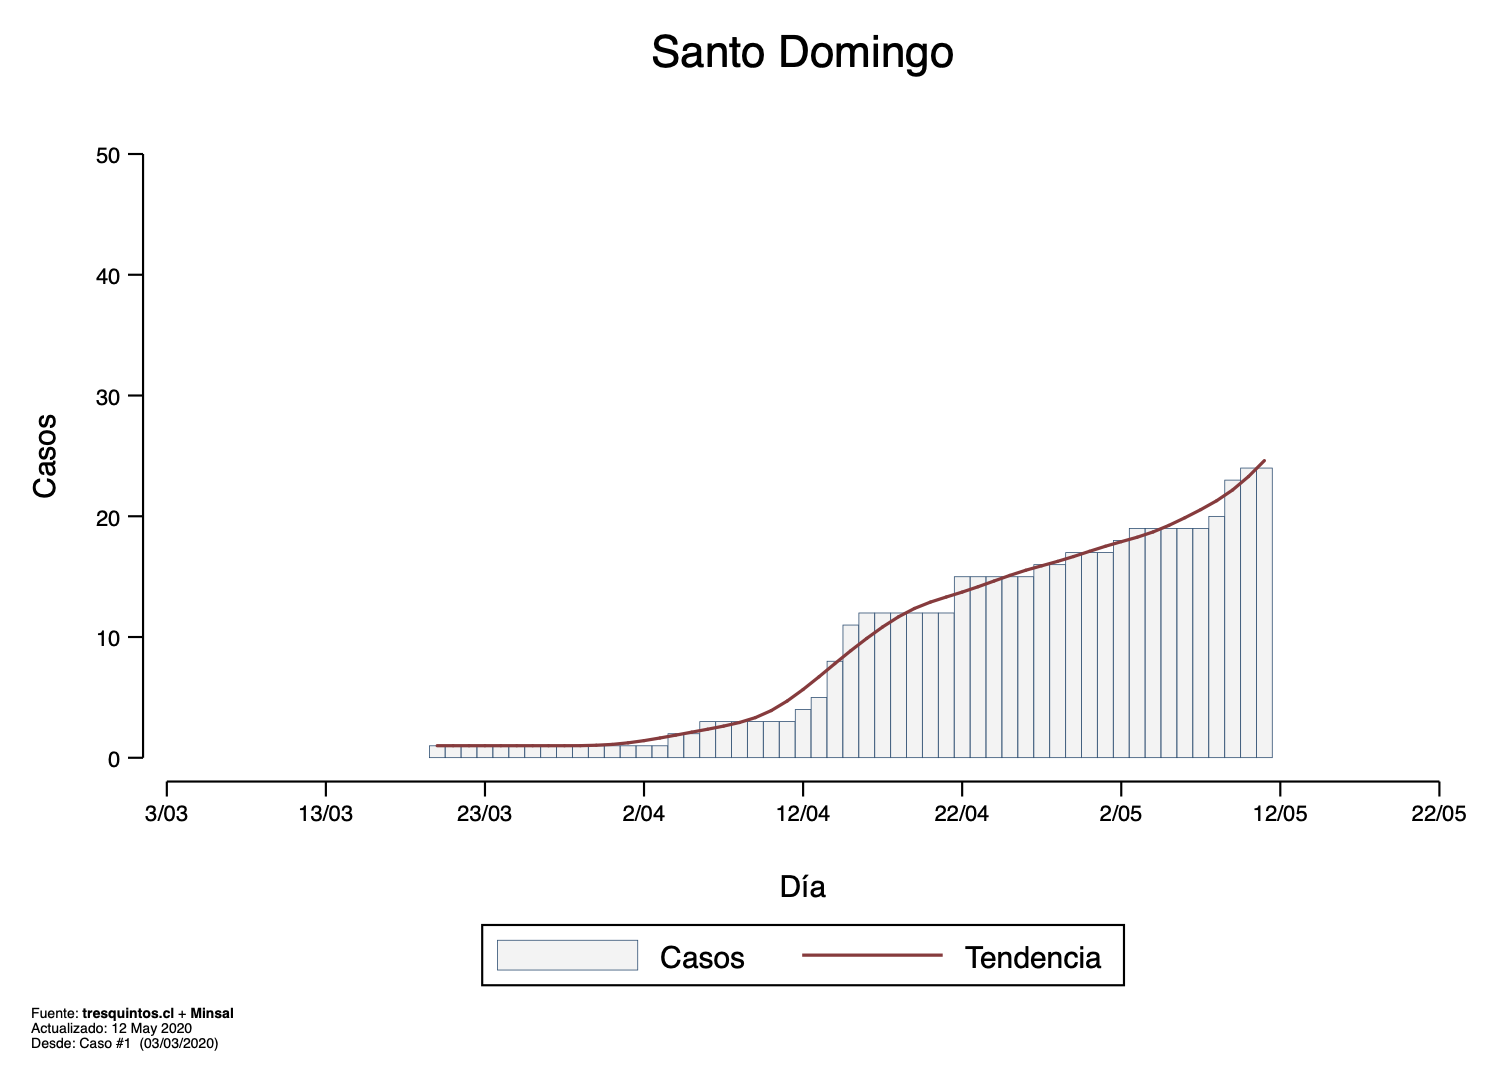 Santo Domingo
50
40
30
20
10
0
Casos
3/03 13/03 23/03 2/04 12/04 22/04 2/05 12/05 22/05
Día
Casos Tendencia
Fuente: tresquintos.cl + Minsal
Actualizado: 12 May 2020
Desde: Caso #1 (03/03/2020)